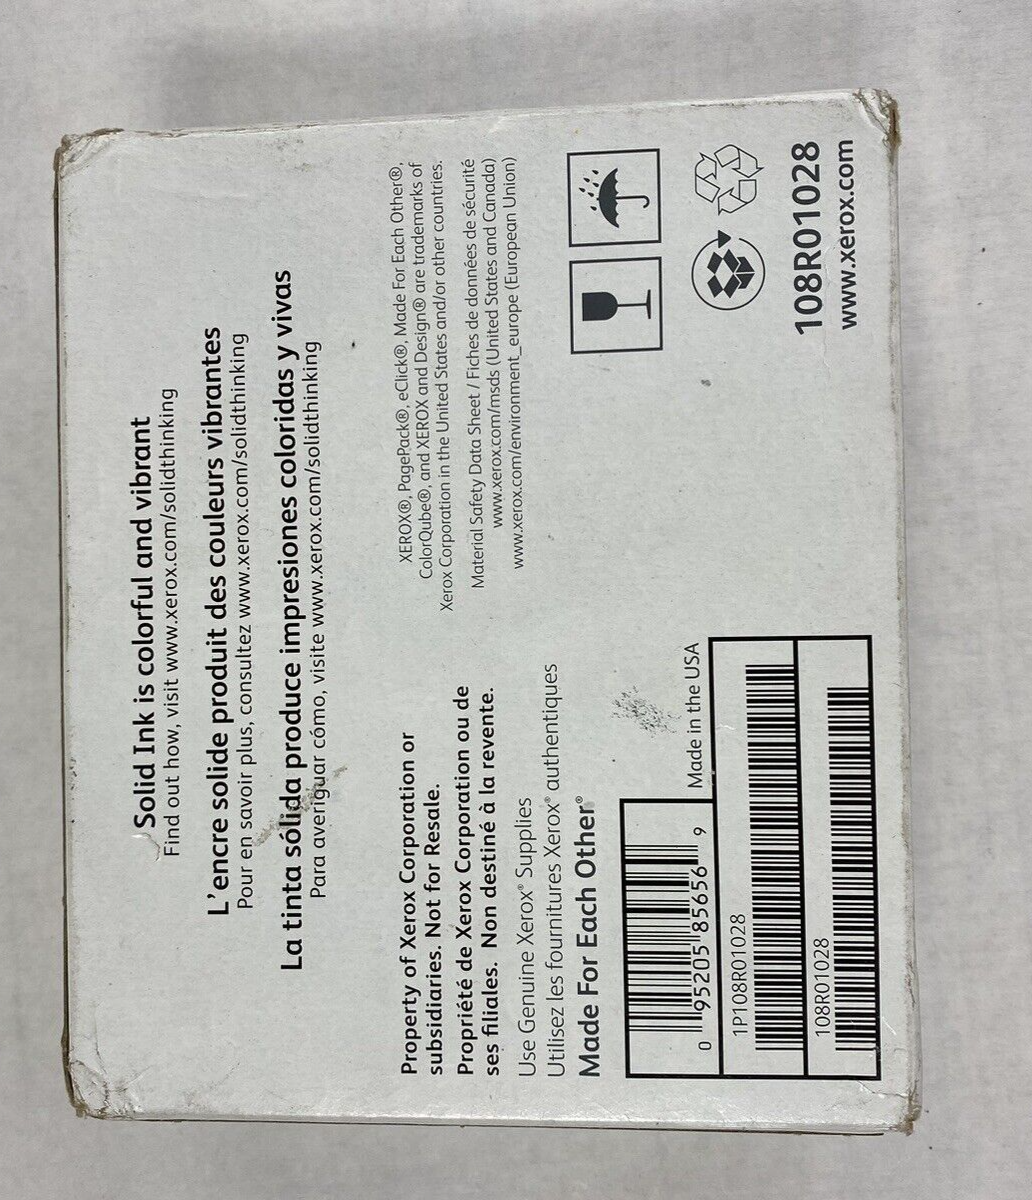 Solid Ink is colorful and vibrant
Find out how, visit www.xerox.com/solidthinking
L'encre solide produit des couleurs vibrantes
Pour en savoir plus, consultez www.xerox.com/solidthinking
La tinta sólida produce impresiones coloridas y vivas
Para averiguar cómo, visite www.xerox.com/solidthinking
Property of Xerox Corporation or
subsidiaries. Not for Resale.
Propriété de Xerox Corporation ou de
ses filiales. Non destiné à la revente.
Use Genuine Xerox® Supplies
Utilisez les fournitures Xerox® authentiques
Made For Each Other®
XEROX®, PagePack®, eClick®, Made For Each Other®,
ColorQube®, and XEROX and Design® are trademarks of
Xerox Corporation in the United States and/or other countries.
Material Safety Data Sheet / Fiches de données de sécurité
www.xerox.com/msds (United States and Canada)
www.xerox.com/environment_europe (European Union)
Made in the USA
0 95205 85656 9
1P108R01028
108R01028
108R01028
www.xerox.com